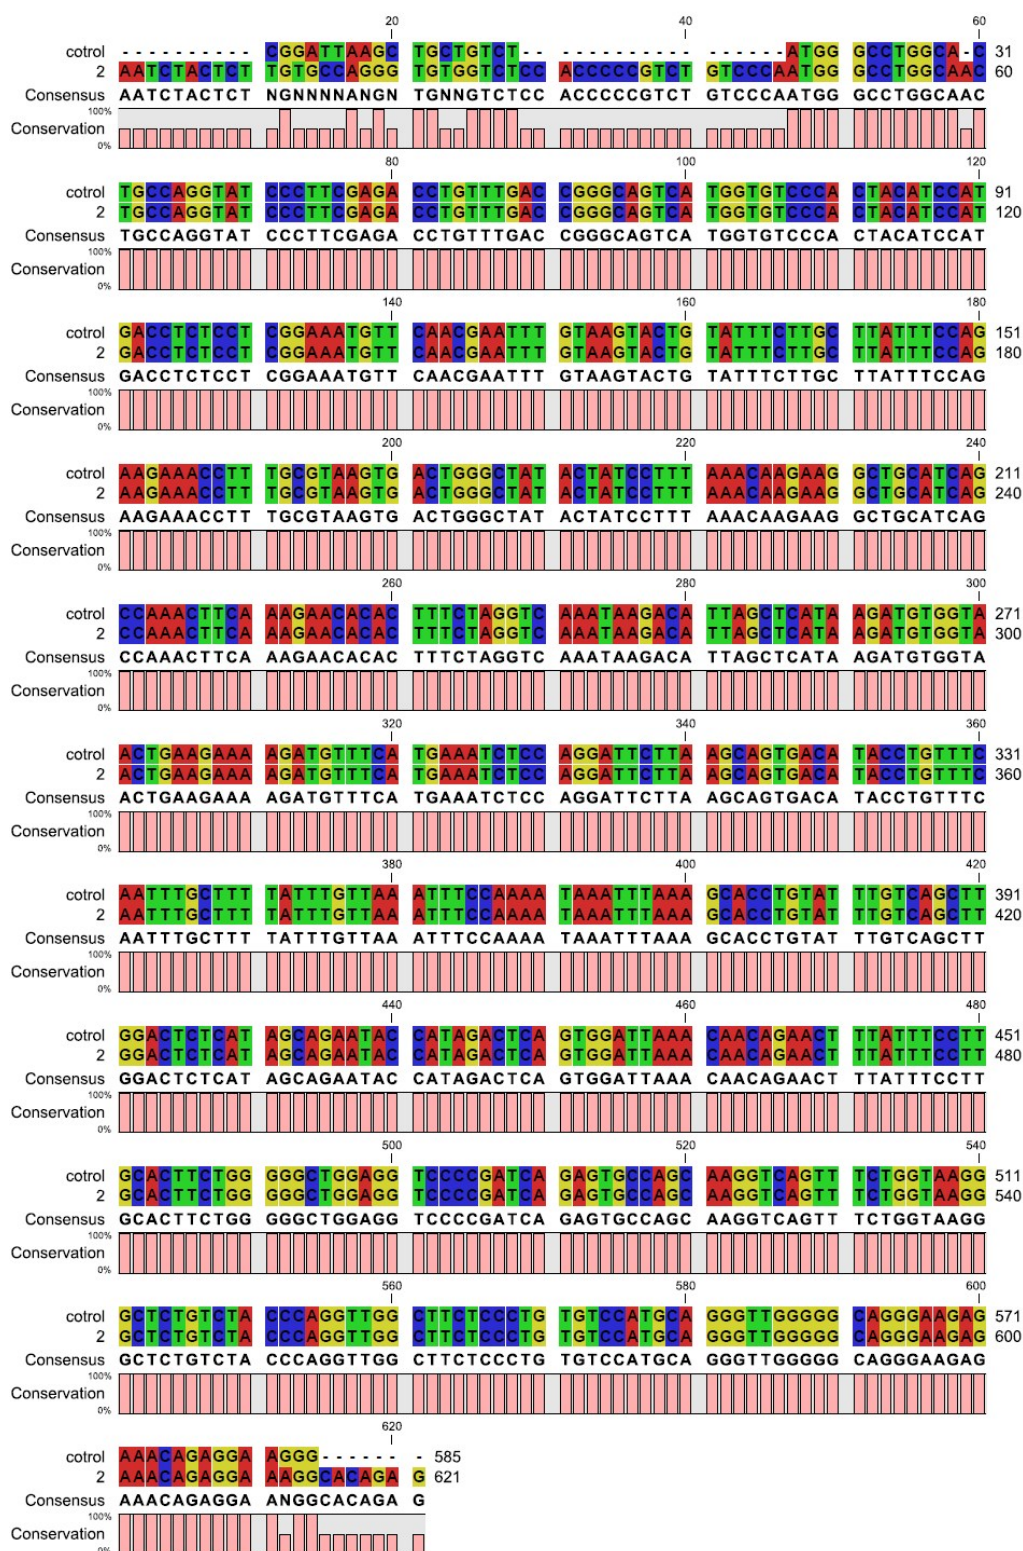 20 40 60
cotrol - - - - - - - - - - CGGATTAAGC TGCTGTCT- - - - - - - - - - - - - - - - - - ATGG GCCTGGCA-C 31
2 AATCTACTCT TGTGCCAGGG TGTGGTCTCC ACCCCCGTCT GTCCCAATGG GCCTGGCAAC 60
Consensus AATCTACTCT NGNNNNANGN TGNNGTCTCC ACCCCCGTCT GTCCCAATGG GCCTGGCAAC
100%
Conservation
0%
80 100 120
cotrol TGCCAGGTAT CCCTTCGAGA CCTGTTTGAC CGGGCAGTCA TGGTGTCCCA CTACATCCAT 91
2 TGCCAGGTAT CCCTTCGAGA CCTGTTTGAC CGGGCAGTCA TGGTGTCCCA CTACATCCAT 120
Consensus TGCCAGGTAT CCCTTCGAGA CCTGTTTGAC CGGGCAGTCA TGGTGTCCCA CTACATCCAT
100%
Conservation
0%
140 160 180
cotrol GACCTCTCCT CGGAAATGTT CAACGAATTT GTAAGTACTG TATTTCTTGC TTATTTCCAG 151
2 GACCTCTCCT CGGAAATGTT CAACGAATTT GTAAGTACTG TATTTCTTGC TTATTTCCAG 180
Consensus GACCTCTCCT CGGAAATGTT CAACGAATTT GTAAGTACTG TATTTCTTGC TTATTTCCAG
100%
Conservation
0%
200 220 240
cotrol AAGAAACCTT TGCGTAAGTG ACTGGGCTAT ACTATCCTTT AAACAAGAAG GCTGCATCAG 211
2 AAGAAACCTT TGCGTAAGTG ACTGGGCTAT ACTATCCTTT AAACAAGAAG GCTGCATCAG 240
Consensus AAGAAACCTT TGCGTAAGTG ACTGGGCTAT ACTATCCTTT AAACAAGAAG GCTGCATCAG
100%
Conservation
0%
260 280 300
cotrol CCAAACTTCA AAGAACACAC TTTCTAGGTC AAATAAGACA TTAGCTCATA AGATGTGGTA 271
2 CCAAACTTCA AAGAACACAC TTTCTAGGTC AAATAAGACA TTAGCTCATA AGATGTGGTA 300
Consensus CCAAACTTCA AAGAACACAC TTTCTAGGTC AAATAAGACA TTAGCTCATA AGATGTGGTA
100%
Conservation
0%
320 340 360
cotrol ACTGAAGAAA AGATGTTTCA TGAAATCTCC AGGATTCTTA AGCAGTGACA TACCTGTTTC 331
2 ACTGAAGAAA AGATGTTTCA TGAAATCTCC AGGATTCTTA AGCAGTGACA TACCTGTTTC 360
Consensus ACTGAAGAAA AGATGTTTCA TGAAATCTCC AGGATTCTTA AGCAGTGACA TACCTGTTTC
100%
Conservation
0%
380 400 420
cotrol AATTTGCTTT TATTTGTTAA ATTTCCAAAA TAAATTTAAA GCACCTGTAT TTGTCAGCTT 391
2 AATTTGCTTT TATTTGTTAA ATTTCCAAAA TAAATTTAAA GCACCTGTAT TTGTCAGCTT 420
Consensus AATTTGCTTT TATTTGTTAA ATTTCCAAAA TAAATTTAAA GCACCTGTAT TTGTCAGCTT
100%
Conservation
0%
440 460 480
cotrol GGACTCTCAT AGCAGAATAC CATAGACTCA GTGGATTAAA CAACAGAACT TTATTTCCTT 451
2 GGACTCTCAT AGCAGAATAC CATAGACTCA GTGGATTAAA CAACAGAACT TTATTTCCTT 480
Consensus GGACTCTCAT AGCAGAATAC CATAGACTCA GTGGATTAAA CAACAGAACT TTATTTCCTT
100%
Conservation
0%
500 520 540
cotrol GCACTTCTGG GGGCTGGAGG TCCCCGATCA GAGTGCCAGC AAGGTCAGTT TCTGGTAAGG 511
2 GCACTTCTGG GGGCTGGAGG TCCCCGATCA GAGTGCCAGC AAGGTCAGTT TCTGGTAAGG 540
Consensus GCACTTCTGG GGGCTGGAGG TCCCCGATCA GAGTGCCAGC AAGGTCAGTT TCTGGTAAGG
100%
Conservation
0%
560 580 600
cotrol GCTCTGTCTA CCCAGGTTGG CTTCTCCCTG TGTCCATGCA GGGTTGGGGG CAGGGAAGAG 571
2 GCTCTGTCTA CCCAGGTTGG CTTCTCCCTG TGTCCATGCA GGGTTGGGGG CAGGGAAGAG 600
Consensus GCTCTGTCTA CCCAGGTTGG CTTCTCCCTG TGTCCATGCA GGGTTGGGGG CAGGGAAGAG
100%
Conservation
0%
620
cotrol AAACAGAGGA AGGG- - - - - - - 585
2 AAACAGAGGA AAGGCACAGA G 621
Consensus AAACAGAGGA ANGGCACAGA G
100%
Conservation
0%